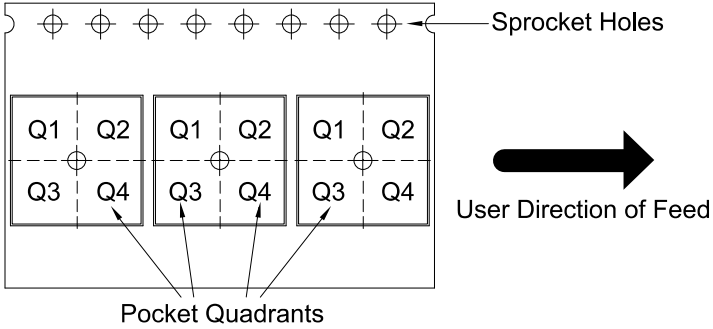 Sprocket Holes
Q1 Q2 Q1 Q2 Q1 Q2
Q3 Q4 Q3 Q4 Q3 Q4
User Direction of Feed
Pocket Quadrants